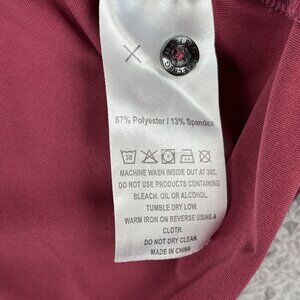 87% Polyester / 13% Spandex
30
MACHINE WASH INSIDE OUT AT 30C.
DO NOT USE PRODUCTS CONTAINING
BLEACH. OIL OR ALCOHOL.
TUMBLE DRY LOW.
WARM IRON ON REVERSE USING A
CLOTH.
DO NOT DRY CLEAN.
MADE IN CHINA